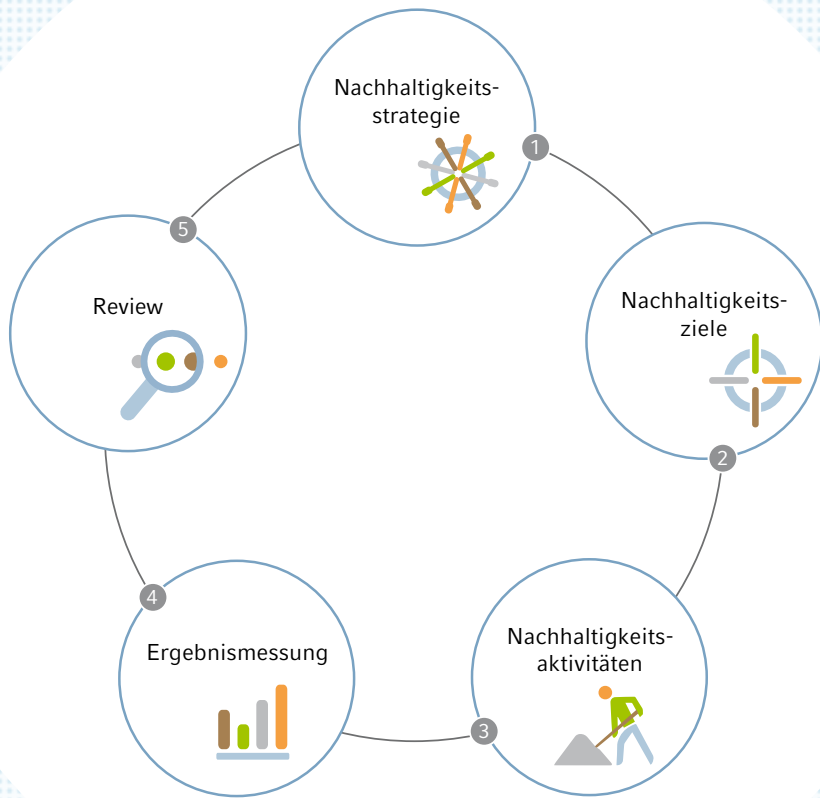 Nachhaltigkeits-
strategie
1
Nachhaltigkeits-
ziele
2
Nachhaltigkeits-
aktivitäten
3
Ergebnismessung
4
Review
5